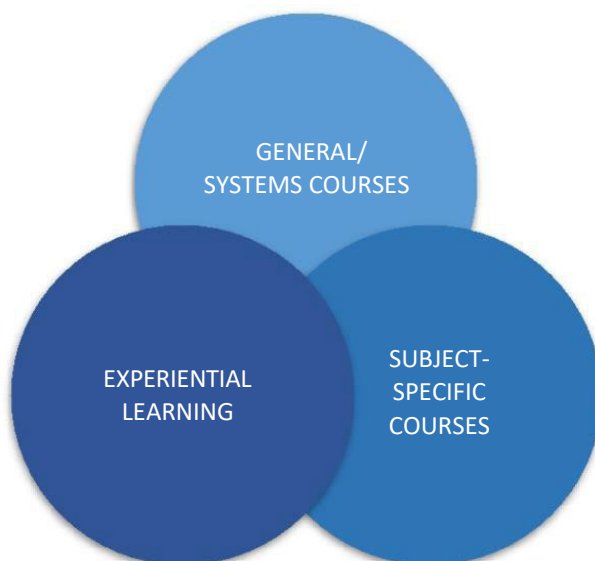 GENERAL/
SYSTEMS COURSES
EXPERIENTIAL
LEARNING
SUBJECT-
SPECIFIC
COURSES